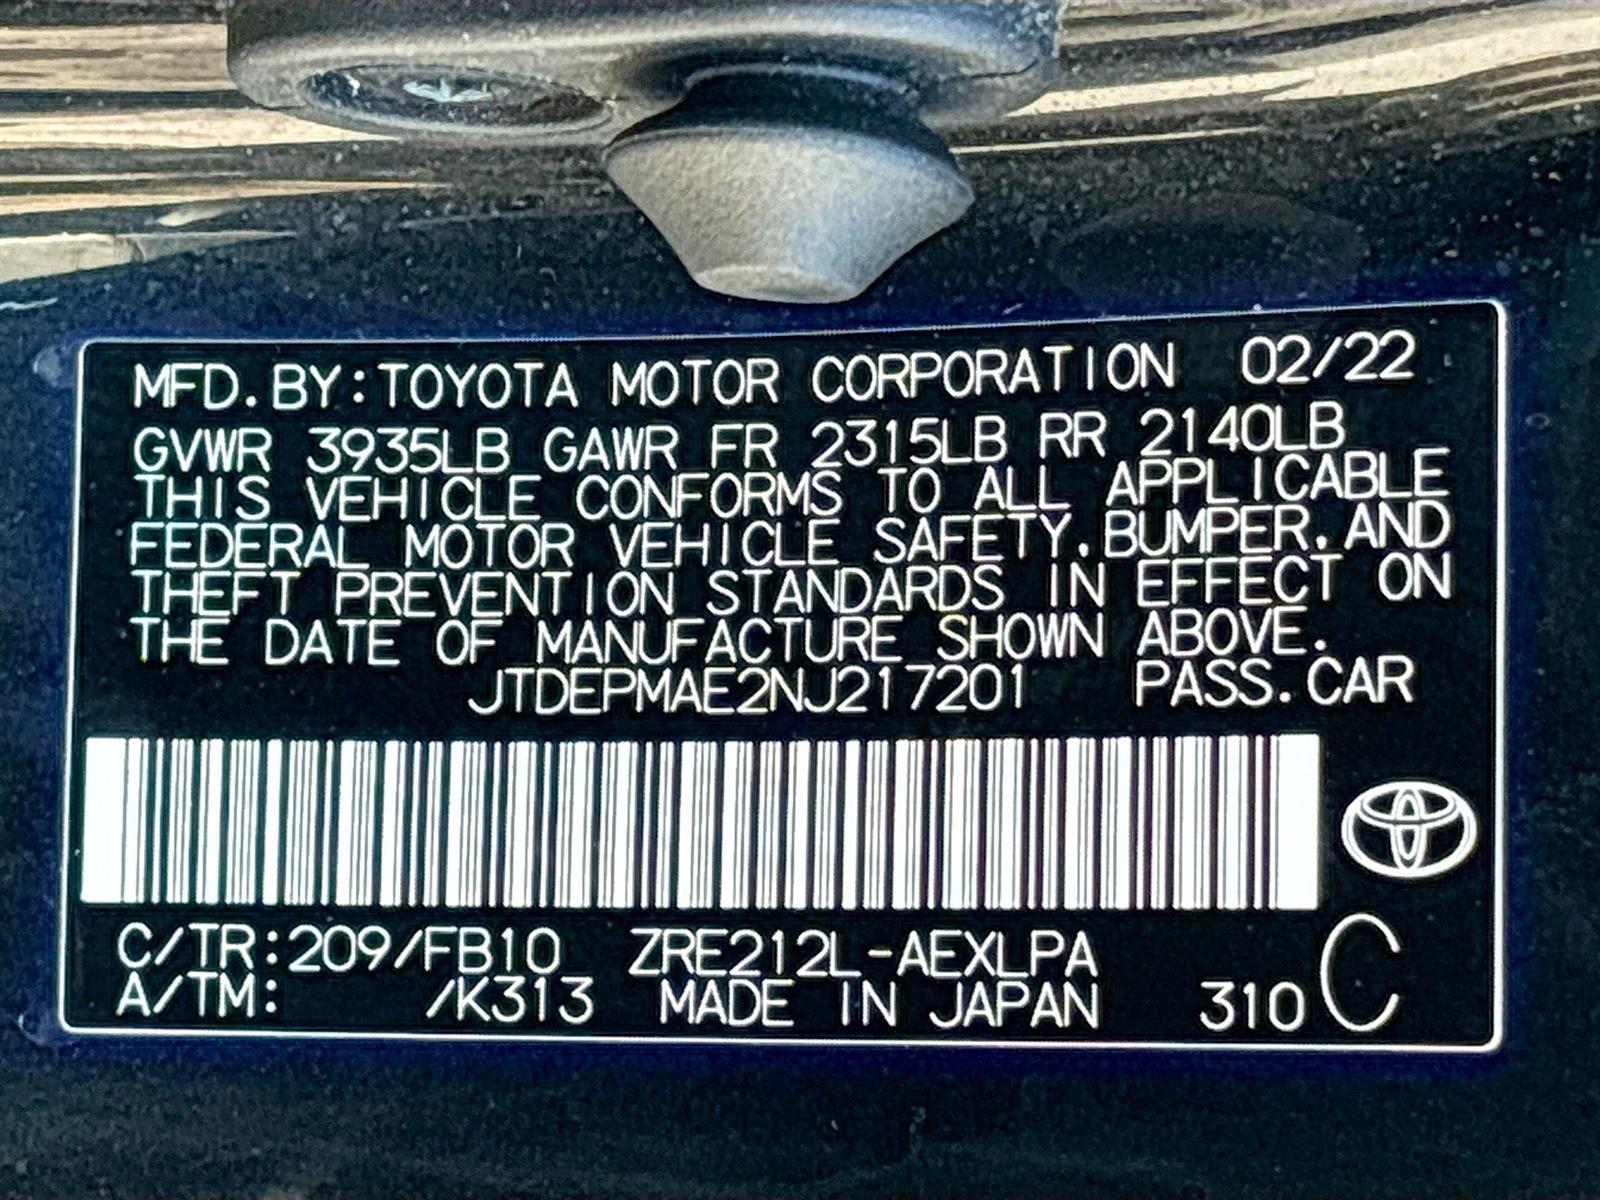 MFD. BY:TOYOTA MOTOR CORPORATION 02/22
GVWR 3935LB GAWR FR 2315LB RR 2140LB
THIS VEHICLE CONFORMS TO ALL APPLICABLE
FEDERAL MOTOR VEHICLE SAFETY.BUMPER.AND
THEFT PREVENTION STANDARDS IN EFFECT ON
THE DATE OF MANUFACTURE SHOWN ABOVE.
JTDEPMAE2NJ217201 PASS.CAR
C/TR:209/FB10 ZRE212L-AEXLPA
A/TM: /K313 MADE IN JAPAN 310 C